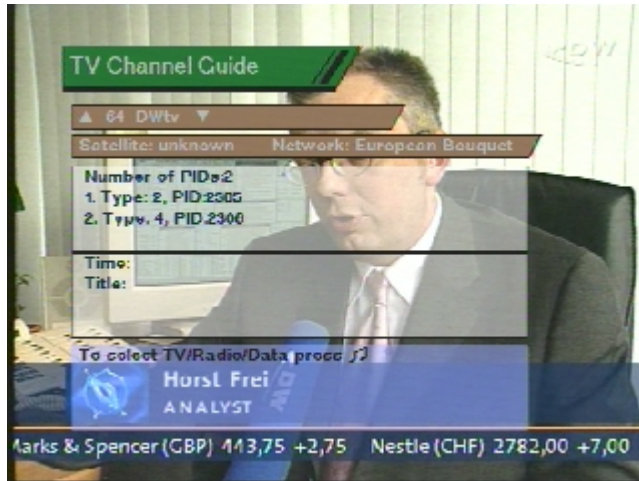 DW
TV Channel Guide
▲ 64 DWtv ▼
Satellite: unknown Network: European Bouquet
Number of PIDs:2
1. Type: 2, PID:2305
2. Type: 4, PID:2300
Time:
Title:
To select TV/Radio/Data press ♫
Horst Frei
DW
ANALYST
Marks & Spencer (GBP) 443,75 +2,75 Nestle (CHF) 2782,00 +7,00